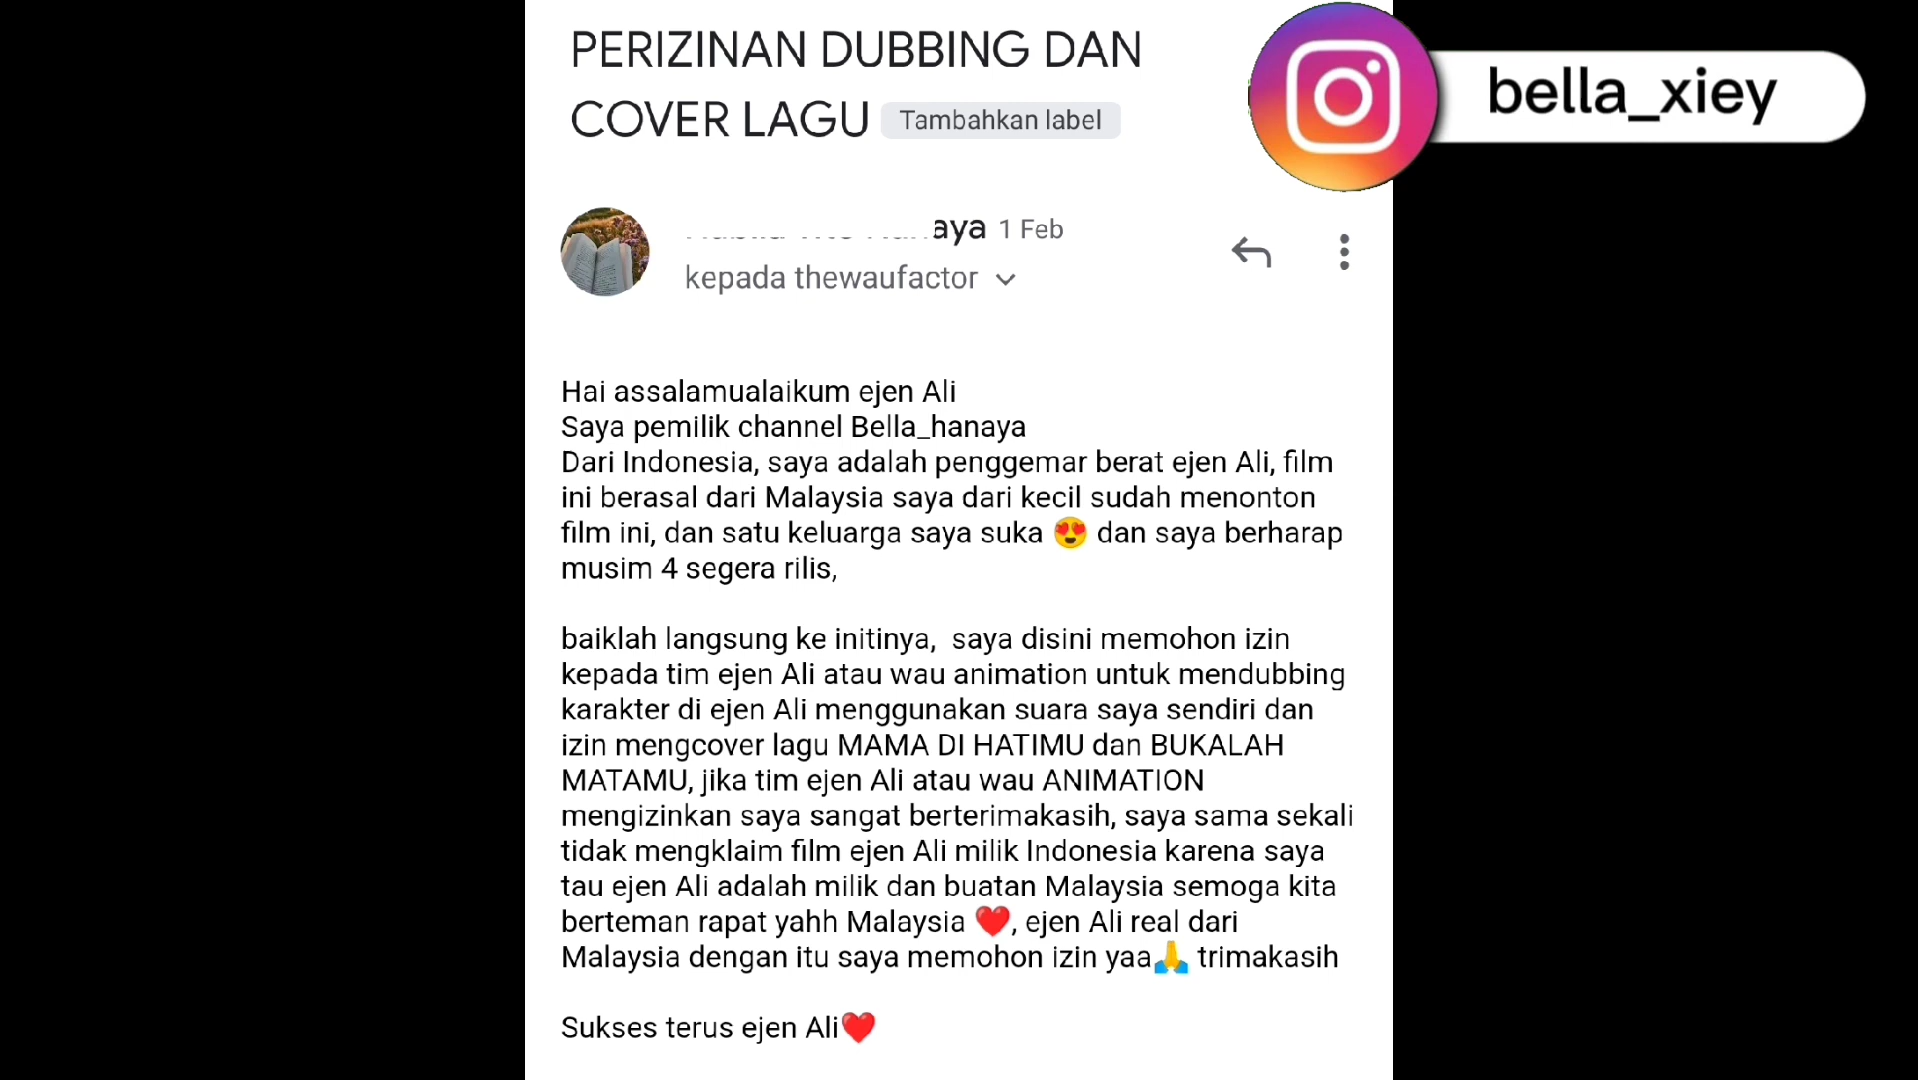 PERIZINAN DUBBING DAN
COVER LAGU Tambahkan label
bella_xiey
aya 1 Feb
kepada thewaufactor
Hai assalamualaikum ejen Ali
Saya pemilik channel Bella_hanaya
Dari Indonesia, saya adalah penggemar berat ejen Ali, film
ini berasal dari Malaysia saya dari kecil sudah menonton
film ini, dan satu keluarga saya suka 😍 dan saya berharap
musim 4 segera rilis,
baiklah langsung ke initinya, saya disini memohon izin
kepada tim ejen Ali atau wau animation untuk mendubbing
karakter di ejen Ali menggunakan suara saya sendiri dan
izin mengcover lagu MAMA DI HATIMU dan BUKALAH
MATAMU, jika tim ejen Ali atau wau ANIMATION
mengizinkan saya sangat berterimakasih, saya sama sekali
tidak mengklaim film ejen Ali milik Indonesia karena saya
tau ejen Ali adalah milik dan buatan Malaysia semoga kita
berteman rapat yahh Malaysia ❤️, ejen Ali real dari
Malaysia dengan itu saya memohon izin yaa🙏 trimakasih
Sukses terus ejen Ali❤️